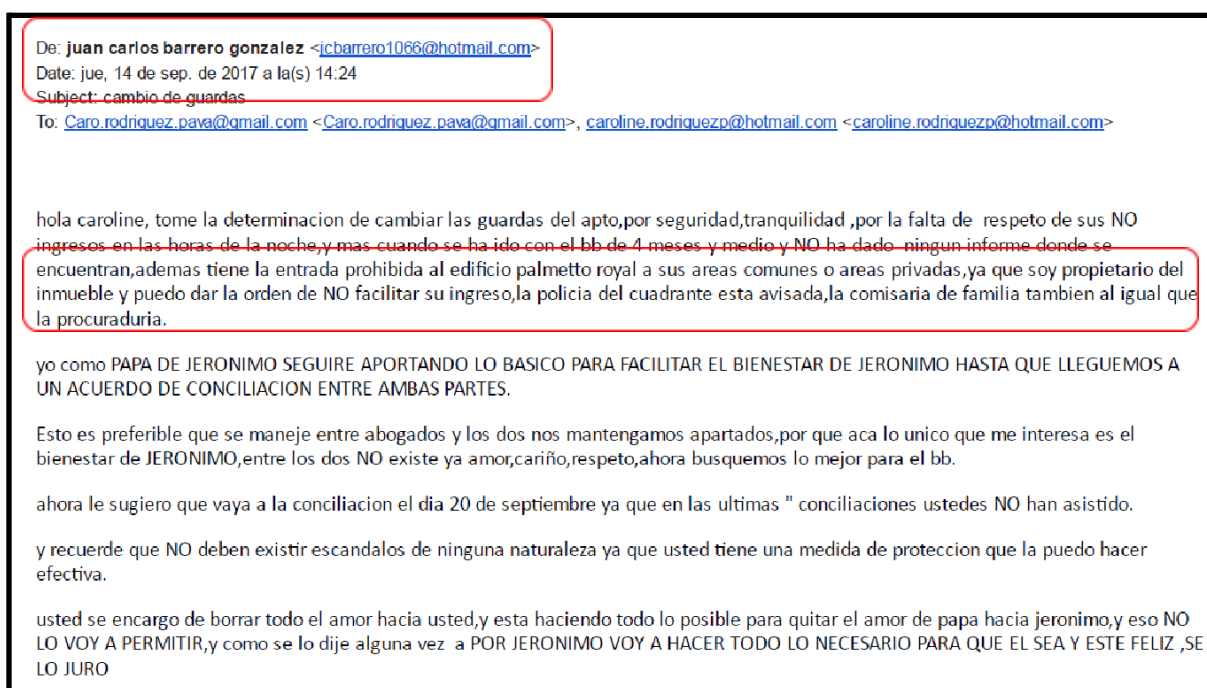 De: juan carlos barrero gonzalez <jcbarrero1066@hotmail.com>
Date: jue, 14 de sep. de 2017 a la(s) 14:24
Subject: cambio de guardas
To: Caro.rodriguez.pava@gmail.com <Caro.rodriguez.pava@gmail.com>, caroline.rodriguezp@hotmail.com <caroline.rodriguezp@hotmail.com>
hola caroline, tome la determinacion de cambiar las guardas del apto,por seguridad,tranquilidad ,por la falta de respeto de sus NO
ingresos en las horas de la noche,y mas cuando se ha ido con el bb de 4 meses y medio y NO ha dado ningun informe donde se
encuentran,ademas tiene la entrada prohibida al edificio palmetto royal a sus areas comunes o areas privadas,ya que soy propietario del
inmueble y puedo dar la orden de NO facilitar su ingreso,la policia del cuadrante esta avisada,la comisaria de familia tambien al igual que
la procuraduria.
yo como PAPA DE JERONIMO SEGUIRE APORTANDO LO BASICO PARA FACILITAR EL BIENESTAR DE JERONIMO HASTA QUE LLEGUEMOS A
UN ACUERDO DE CONCILIACION ENTRE AMBAS PARTES.
Esto es preferible que se maneje entre abogados y los dos nos mantengamos apartados,por que aca lo unico que me interesa es el
bienestar de JERONIMO,entre los dos NO existe ya amor,cariño,respeto,ahora busquemos lo mejor para el bb.
ahora le sugiero que vaya a la conciliacion el dia 20 de septiembre ya que en las ultimas " conciliaciones ustedes NO han asistido.
y recuerde que NO deben existir escandalos de ninguna naturaleza ya que usted tiene una medida de proteccion que la puedo hacer
efectiva.
usted se encargo de borrar todo el amor hacia usted,y esta haciendo todo lo posible para quitar el amor de papa hacia jeronimo,y eso NO
LO VOY A PERMITIR,y como se lo dije alguna vez a POR JERONIMO VOY A HACER TODO LO NECESARIO PARA QUE EL SEA Y ESTE FELIZ ,SE
LO JURO